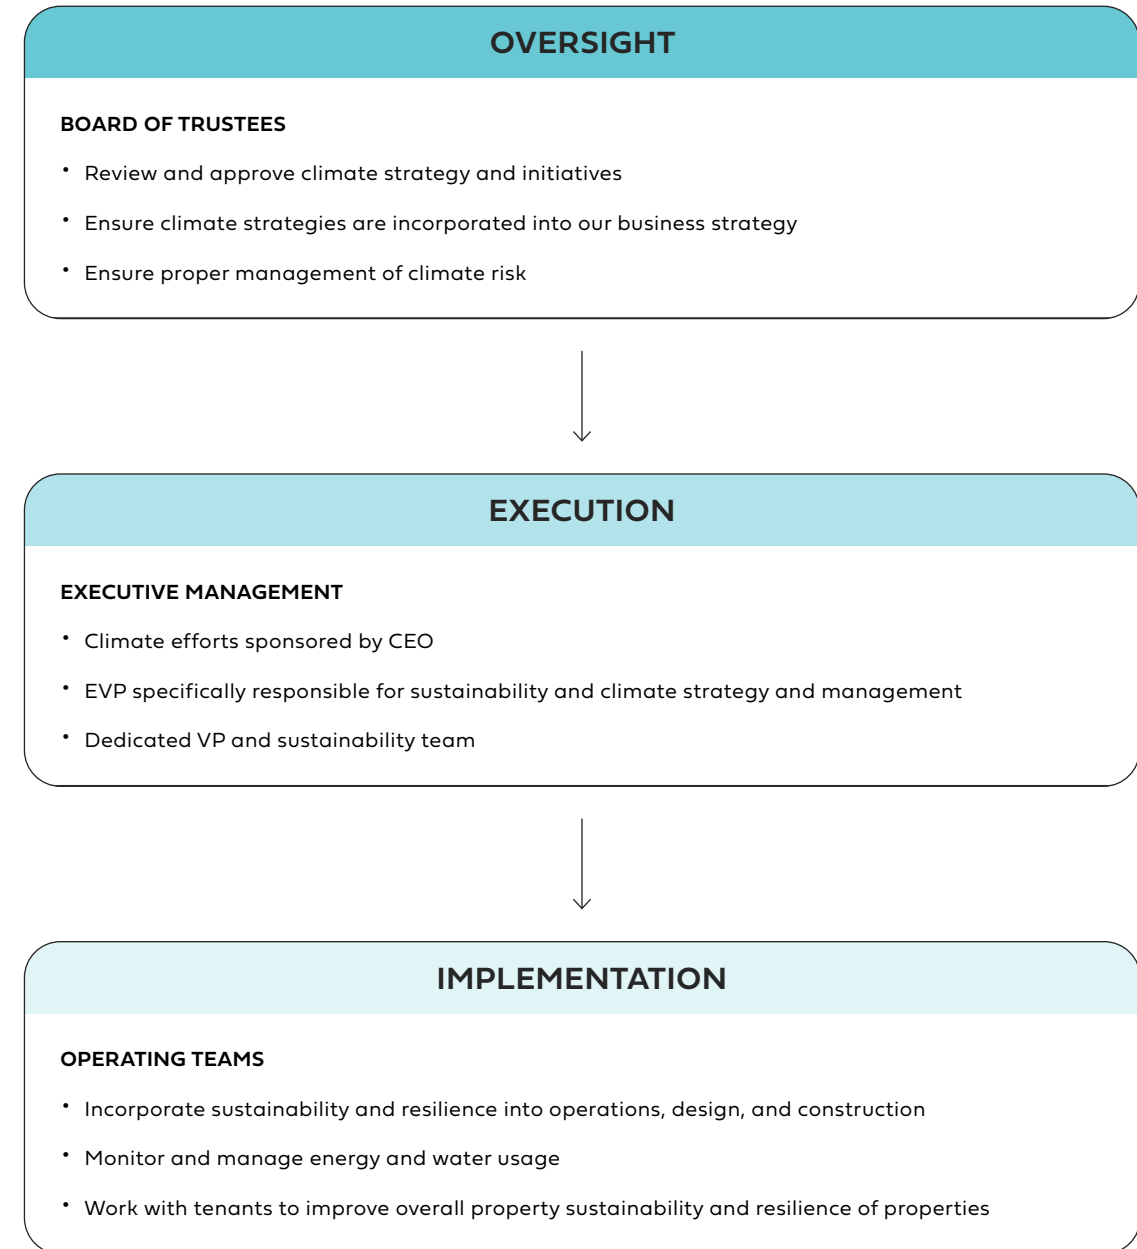 OVERSIGHT
BOARD OF TRUSTEES
• Review and approve climate strategy and initiatives
• Ensure climate strategies are incorporated into our business strategy
• Ensure proper management of climate risk
EXECUTION
EXECUTIVE MANAGEMENT
• Climate efforts sponsored by CEO
• EVP specifically responsible for sustainability and climate strategy and management
• Dedicated VP and sustainability team
IMPLEMENTATION
OPERATING TEAMS
• Incorporate sustainability and resilience into operations, design, and construction
• Monitor and manage energy and water usage
• Work with tenants to improve overall property sustainability and resilience of properties